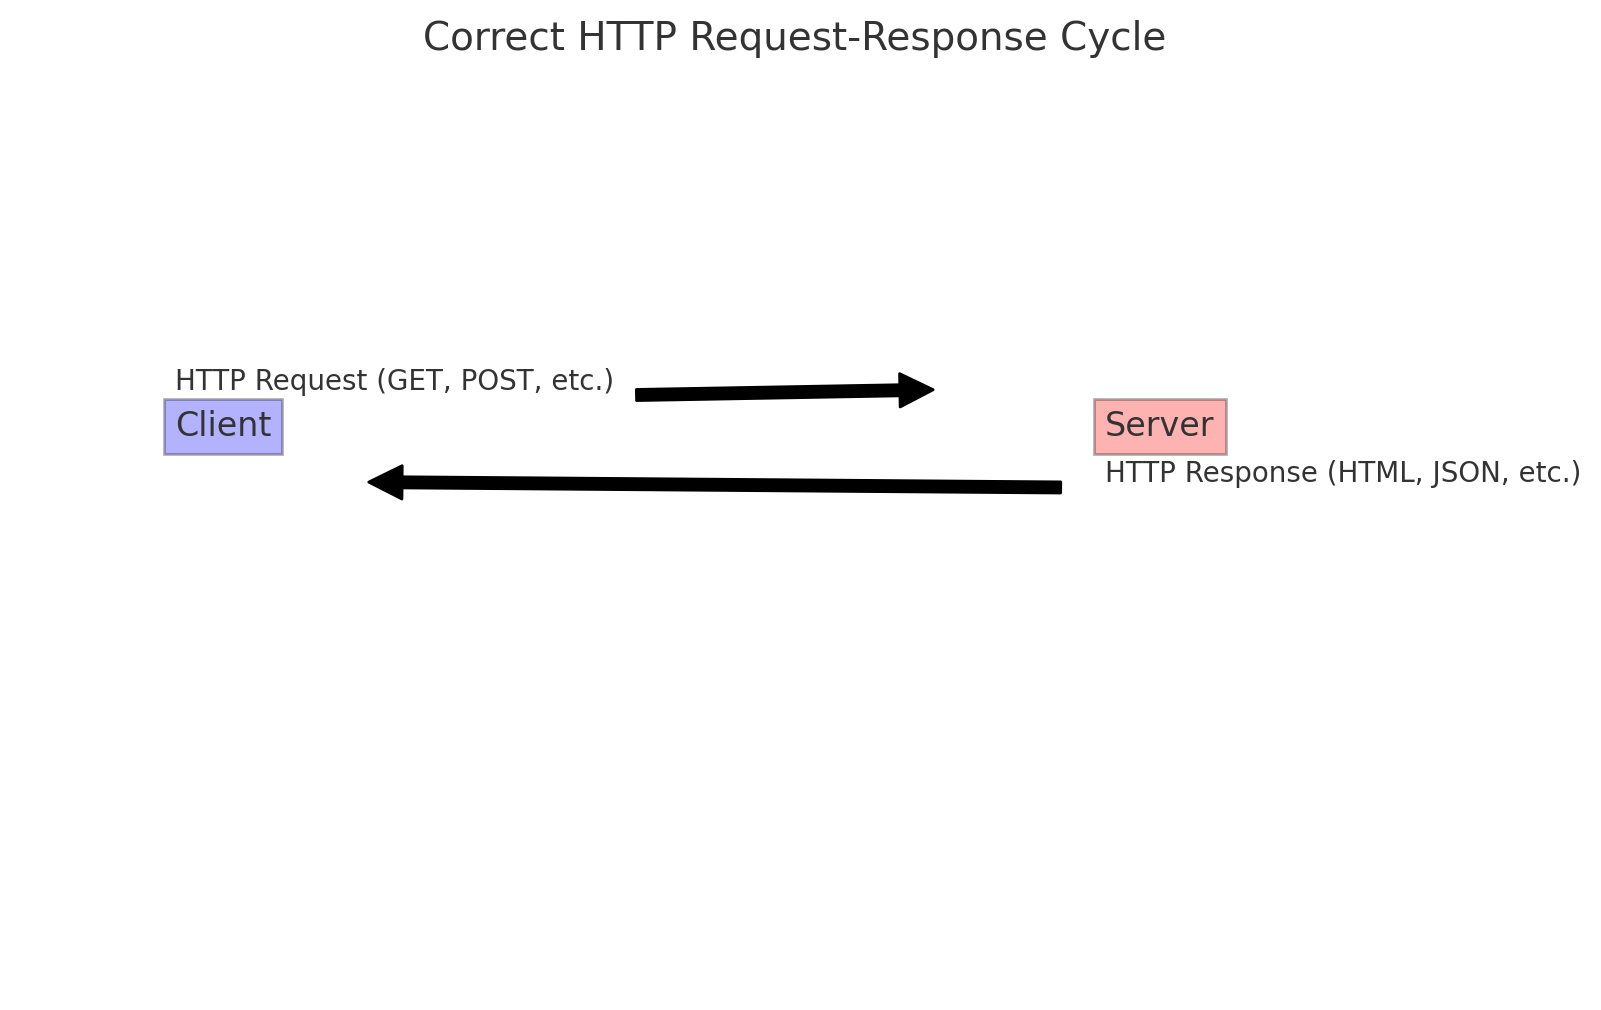 Correct HTTP Request-Response Cycle
HTTP Request (GET, POST, etc.)
Client
Server
HTTP Response (HTML, JSON, etc.)